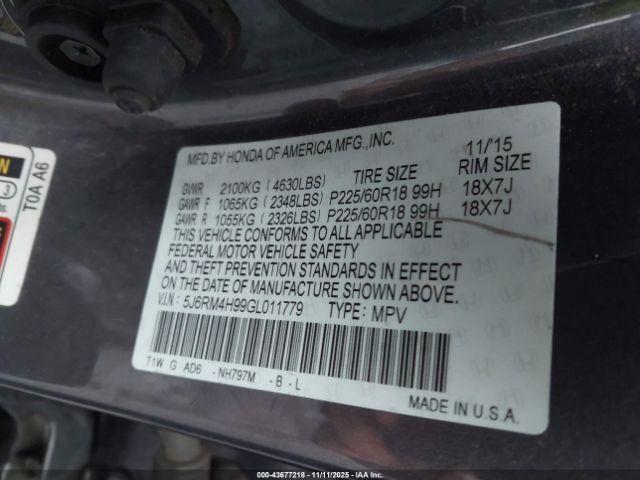 MFD.BY HONDA OF AMERICA MFG.,INC. 11/'15
TIRE SIZE RIM SIZE
GVWR 2100KG ( 4630LBS)
GAWR F 1065KG ( 2348LBS) P225/60R18 99H 18X7J
GAWR R 1055KG ( 2326LBS) P225/60R18 99H 18X7J
THIS VEHICLE CONFORMS TO ALL APPLICABLE
FEDERAL MOTOR VEHICLE SAFETY
AND THEFT PREVENTION STANDARDS IN EFFECT
ON THE DATE OF MANUFACTURE SHOWN ABOVE.
V.I.N.: 5J6RM4H99GL011779 TYPE: MPV
T1W G AD6 -NH797M -B-L
MADE IN U.S.A.
T0A A6
3
000-43677218 - 11/11/2025 - IAA Inc.